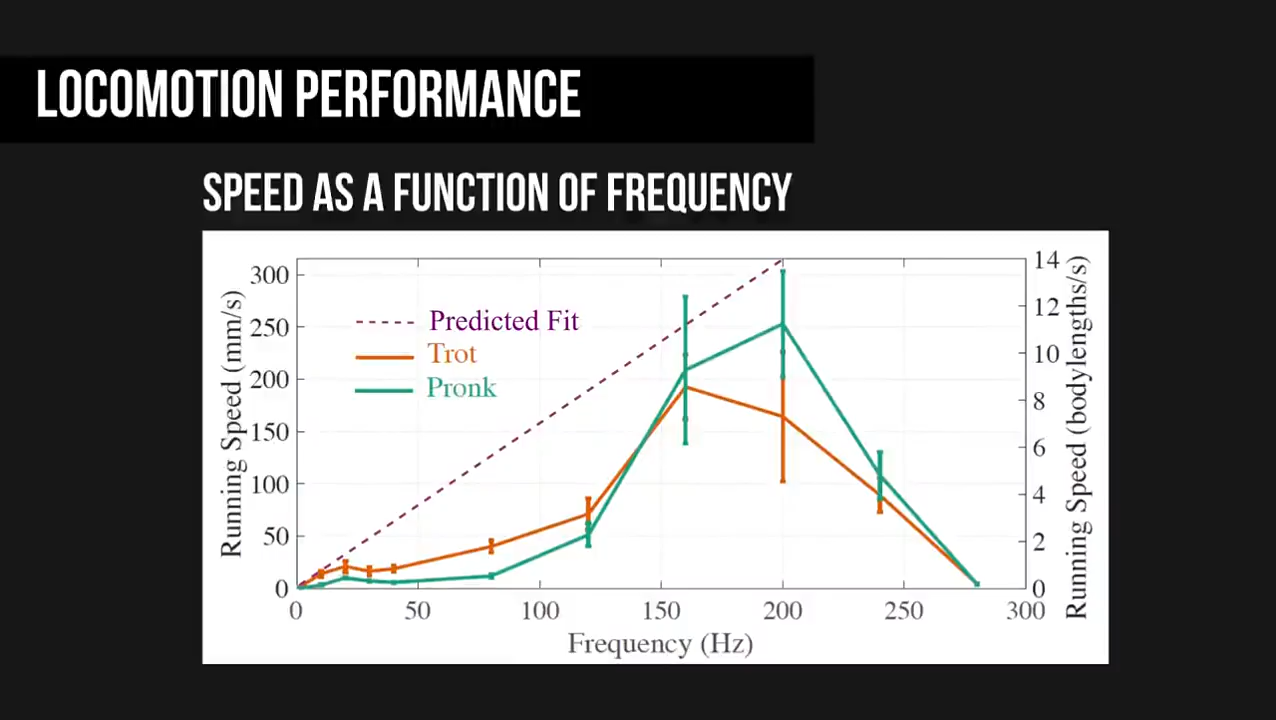 LOCOMOTION PERFORMANCE
SPEED AS A FUNCTION OF FREQUENCY
Running Speed (mm/s)
300
250
200
150
100
50
0
Predicted Fit
Trot
Pronk
14
12
10
8
6
4
2
0
Running Speed (bodylengths/s)
0 50 100 150 200 250 300
Frequency (Hz)